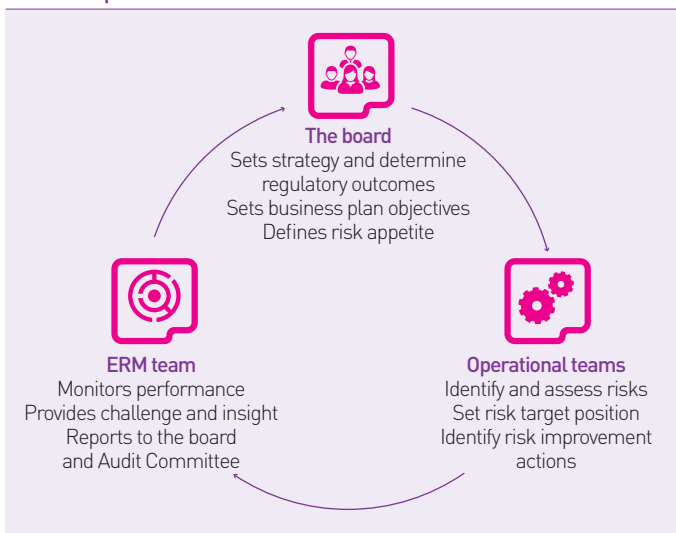 The board
Sets strategy and determine
regulatory outcomes
Sets business plan objectives
Defines risk appetite
ERM team
Monitors performance
Provides challenge and insight
Reports to the board
and Audit Committee
Operational teams
Identify and assess risks
Set risk target position
Identify risk improvement
actions